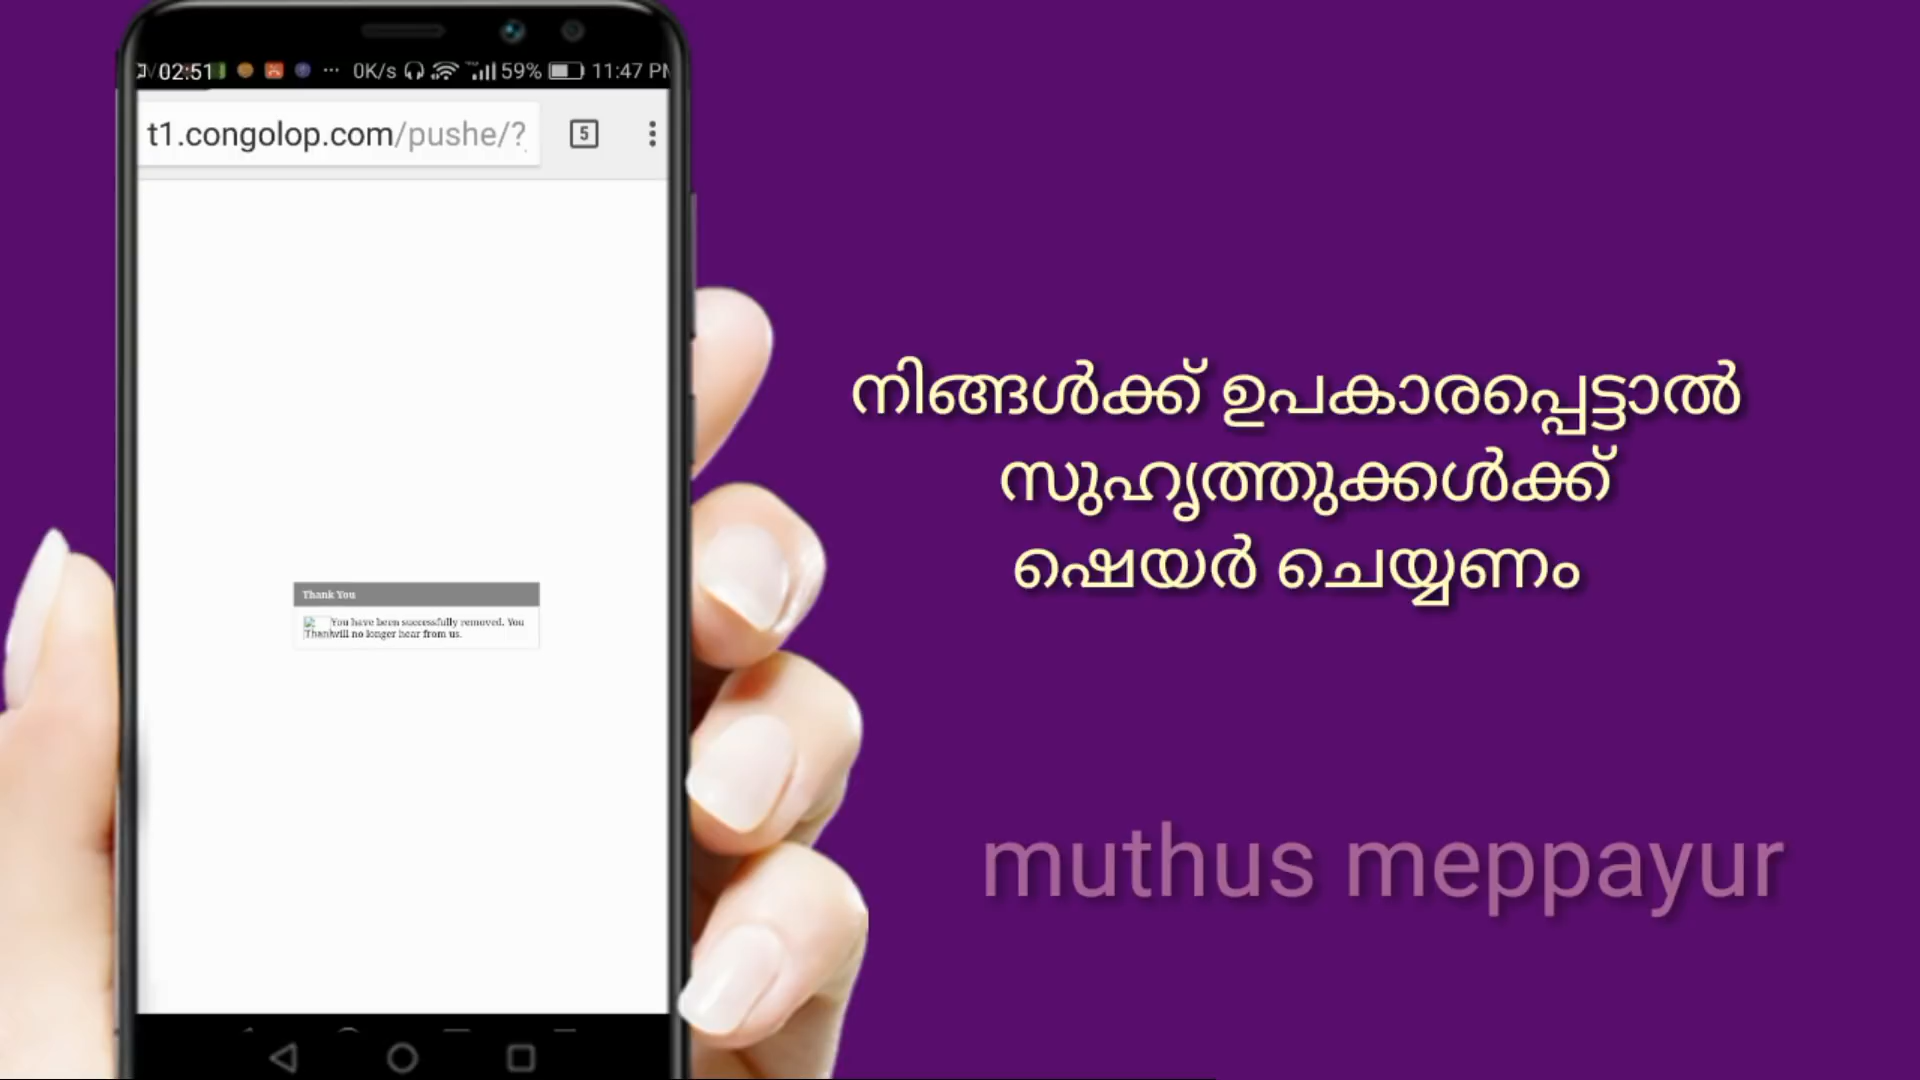 02:51 ... 0K/s 59% 11:47 PM
t1.congolop.com/pushe/?
5
Thank You
You have been successfully removed. You
Thank will no longer hear from us.
നിങ്ങൾക്ക് ഉപകാരപ്പെട്ടാൽ
സുഹൃത്തുക്കൾക്ക്
ഷെയർ ചെയ്യണം
muthus meppayur